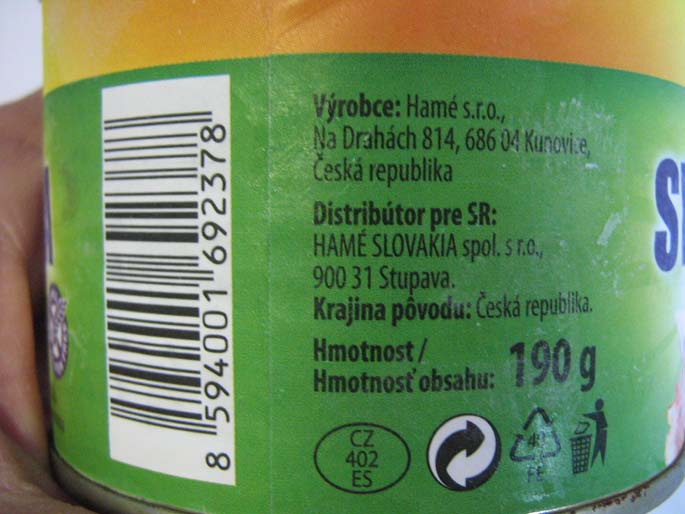 Výrobce: Hamé s.r.o.,
Na Drahách 814, 686 04 Kunovice,
Česká republika
Distribútor pre SR:
HAMÉ SLOVAKIA spol. s r.o.,
900 31 Stupava.
Krajina pôvodu: Česká republika.
Hmotnost /
Hmotnosť obsahu: 190 g
CZ
402
ES
FE
8 594001 692378